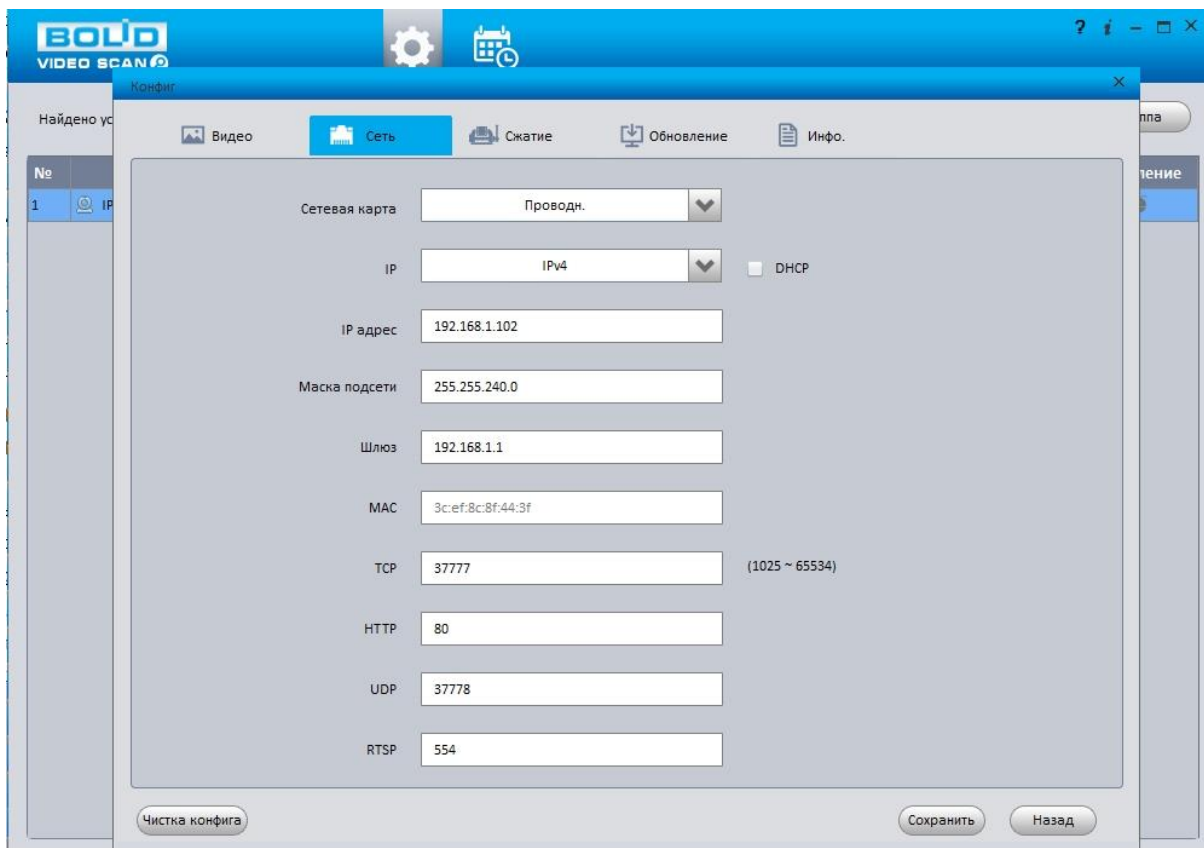 BOLID
VIDEO SCAN
? i
Конфиг
Найдено ус
ппа
Видео Сеть Сжатие Обновление Инфо.
№
ление
1 IP
Сетевая карта Проводн.
IP IPv4 DHCP
IP адрес 192.168.1.102
Маска подсети 255.255.240.0
Шлюз 192.168.1.1
MAC 3c:ef:8c:8f:44:3f
TCP 37777 (1025 ~ 65534)
HTTP 80
UDP 37778
RTSP 554
Чистка конфига Сохранить Назад